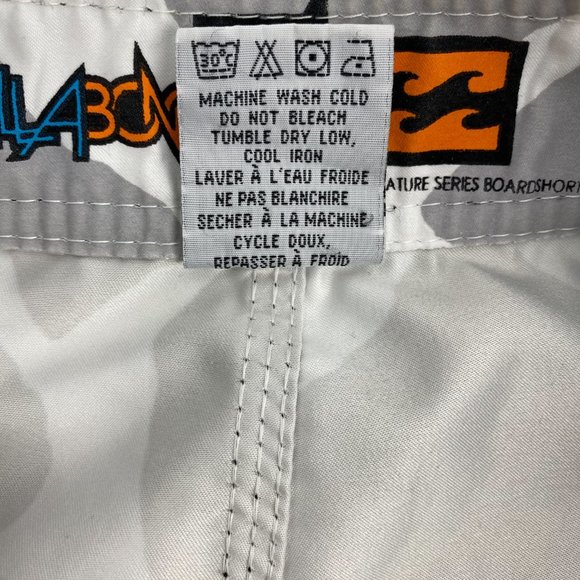 LLABO
30°C
MACHINE WASH COLD
DO NOT BLEACH
TUMBLE DRY LOW,
COOL IRON
LAVER À L'EAU FROIDE
NE PAS BLANCHIRE
SECHER À LA MACHINE
CYCLE DOUX,
REPASSER À FROID
ATURE SERIES BOARDSHORT